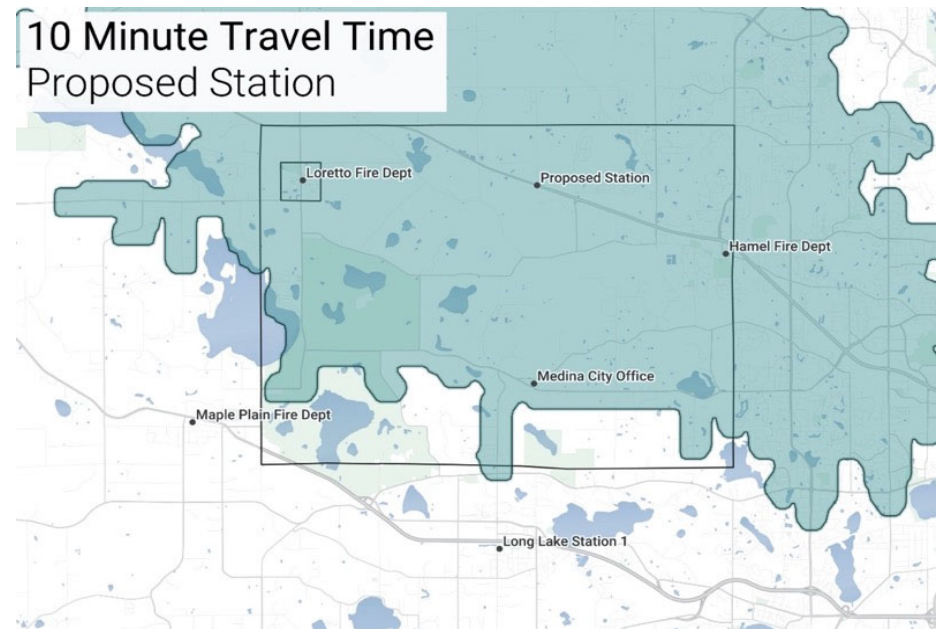 10 Minute Travel Time
Proposed Station
Loretto Fire Dept
Proposed Station
Hamel Fire Dept
Medina City Office
Maple Plain Fire Dept
Long Lake Station 1